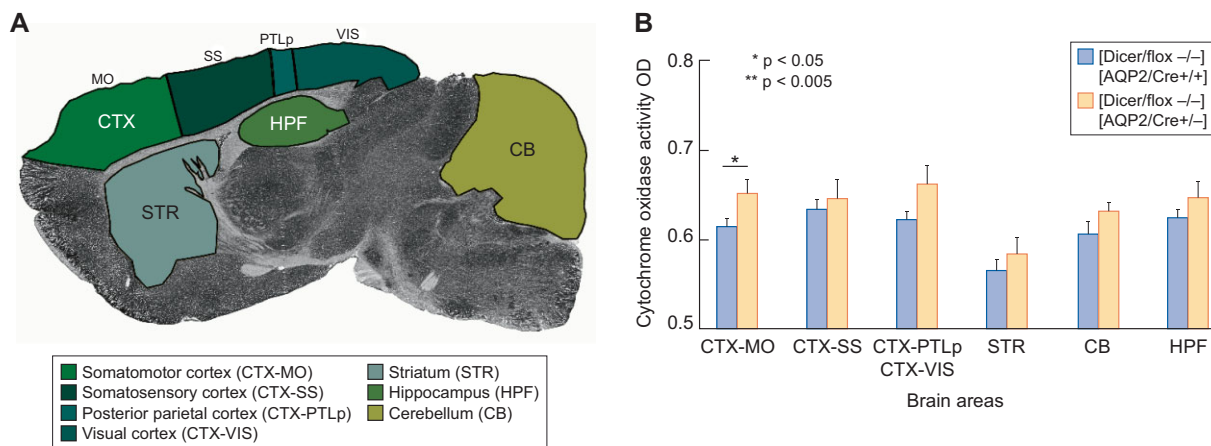 A
MO
SS
PTLp
VIS
CTX
HPF
STR
CB
Somatomotor cortex (CTX-MO)
Somatosensory cortex (CTX-SS)
Posterior parietal cortex (CTX-PTLp)
Visual cortex (CTX-VIS)
Striatum (STR)
Hippocampus (HPF)
Cerebellum (CB)
B
Cytochrome oxidase activity OD
0.8
0.7
0.6
0.5
* p < 0.05
** p < 0.005
[Dicer/flox –/–]
[AQP2/Cre+/+]
[Dicer/flox –/–]
[AQP2/Cre+/–]
*
CTX-MO
CTX-SS
CTX-PTLp
CTX-VIS
STR
CB
HPF
Brain areas